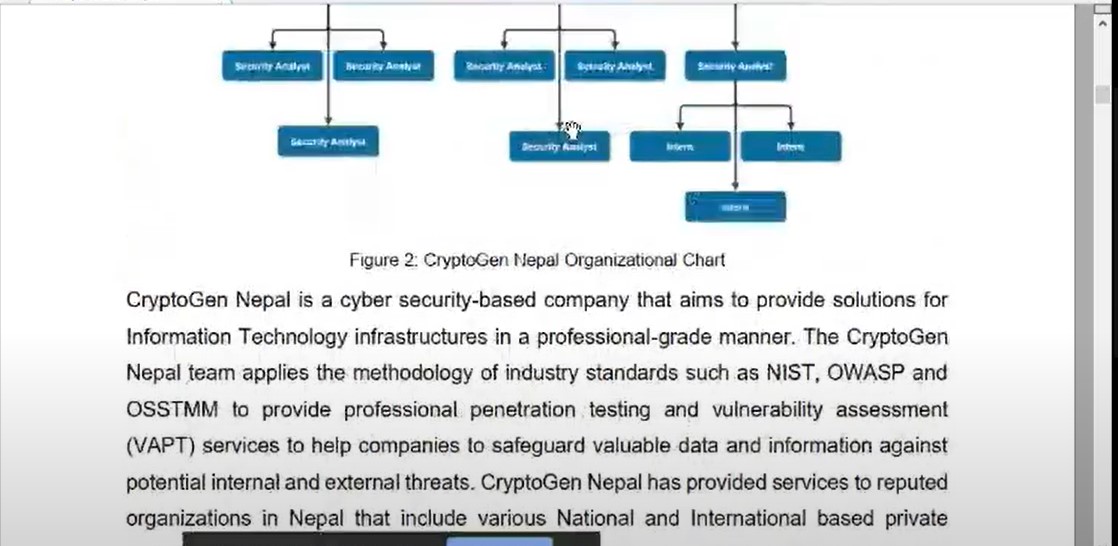 Security Analyst Security Analyst Security Analyst Security Analyst Security Analyst
Security Analyst Security Analyst Intern Intern
Figure 2: CryptoGen Nepal Organizational Chart
CryptoGen Nepal is a cyber security-based company that aims to provide solutions for
Information Technology infrastructures in a professional-grade manner. The CryptoGen
Nepal team applies the methodology of industry standards such as NIST, OWASP and
OSSTMM to provide professional penetration testing and vulnerability assessment
(VAPT) services to help companies to safeguard valuable data and information against
potential internal and external threats. CryptoGen Nepal has provided services to reputed
organizations in Nepal that include various National and International based private